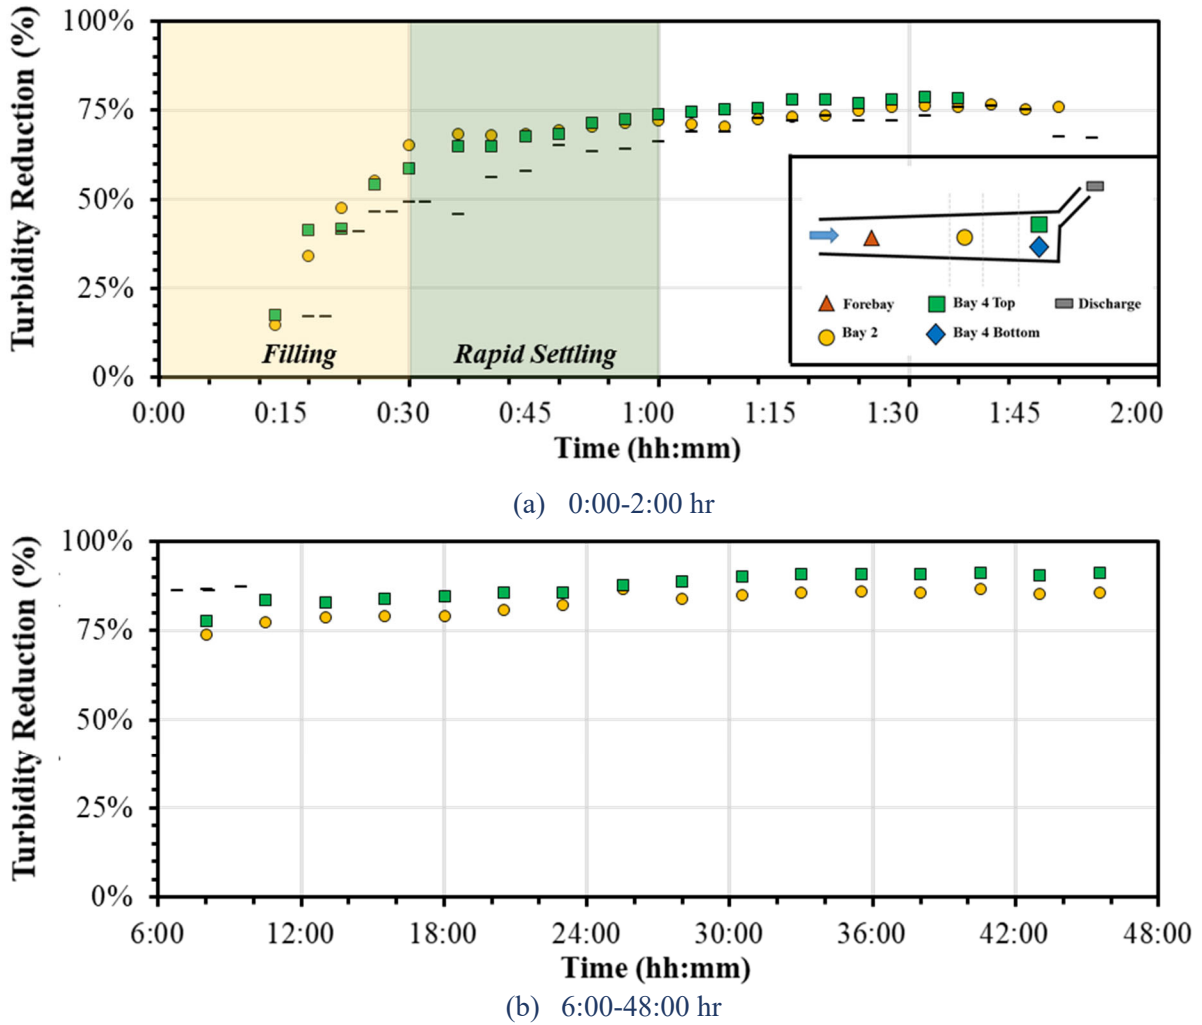 Turbidity Reduction (%)
100%
75%
50%
25%
0%
Filling
Rapid Settling
Forebay
Bay 4 Top
Discharge
Bay 2
Bay 4 Bottom
0:00 0:15 0:30 0:45 1:00 1:15 1:30 1:45 2:00
Time (hh:mm)
(a) 0:00-2:00 hr
Turbidity Reduction (%)
100%
75%
50%
25%
0%
6:00 12:00 18:00 24:00 30:00 36:00 42:00 48:00
Time (hh:mm)
(b) 6:00-48:00 hr